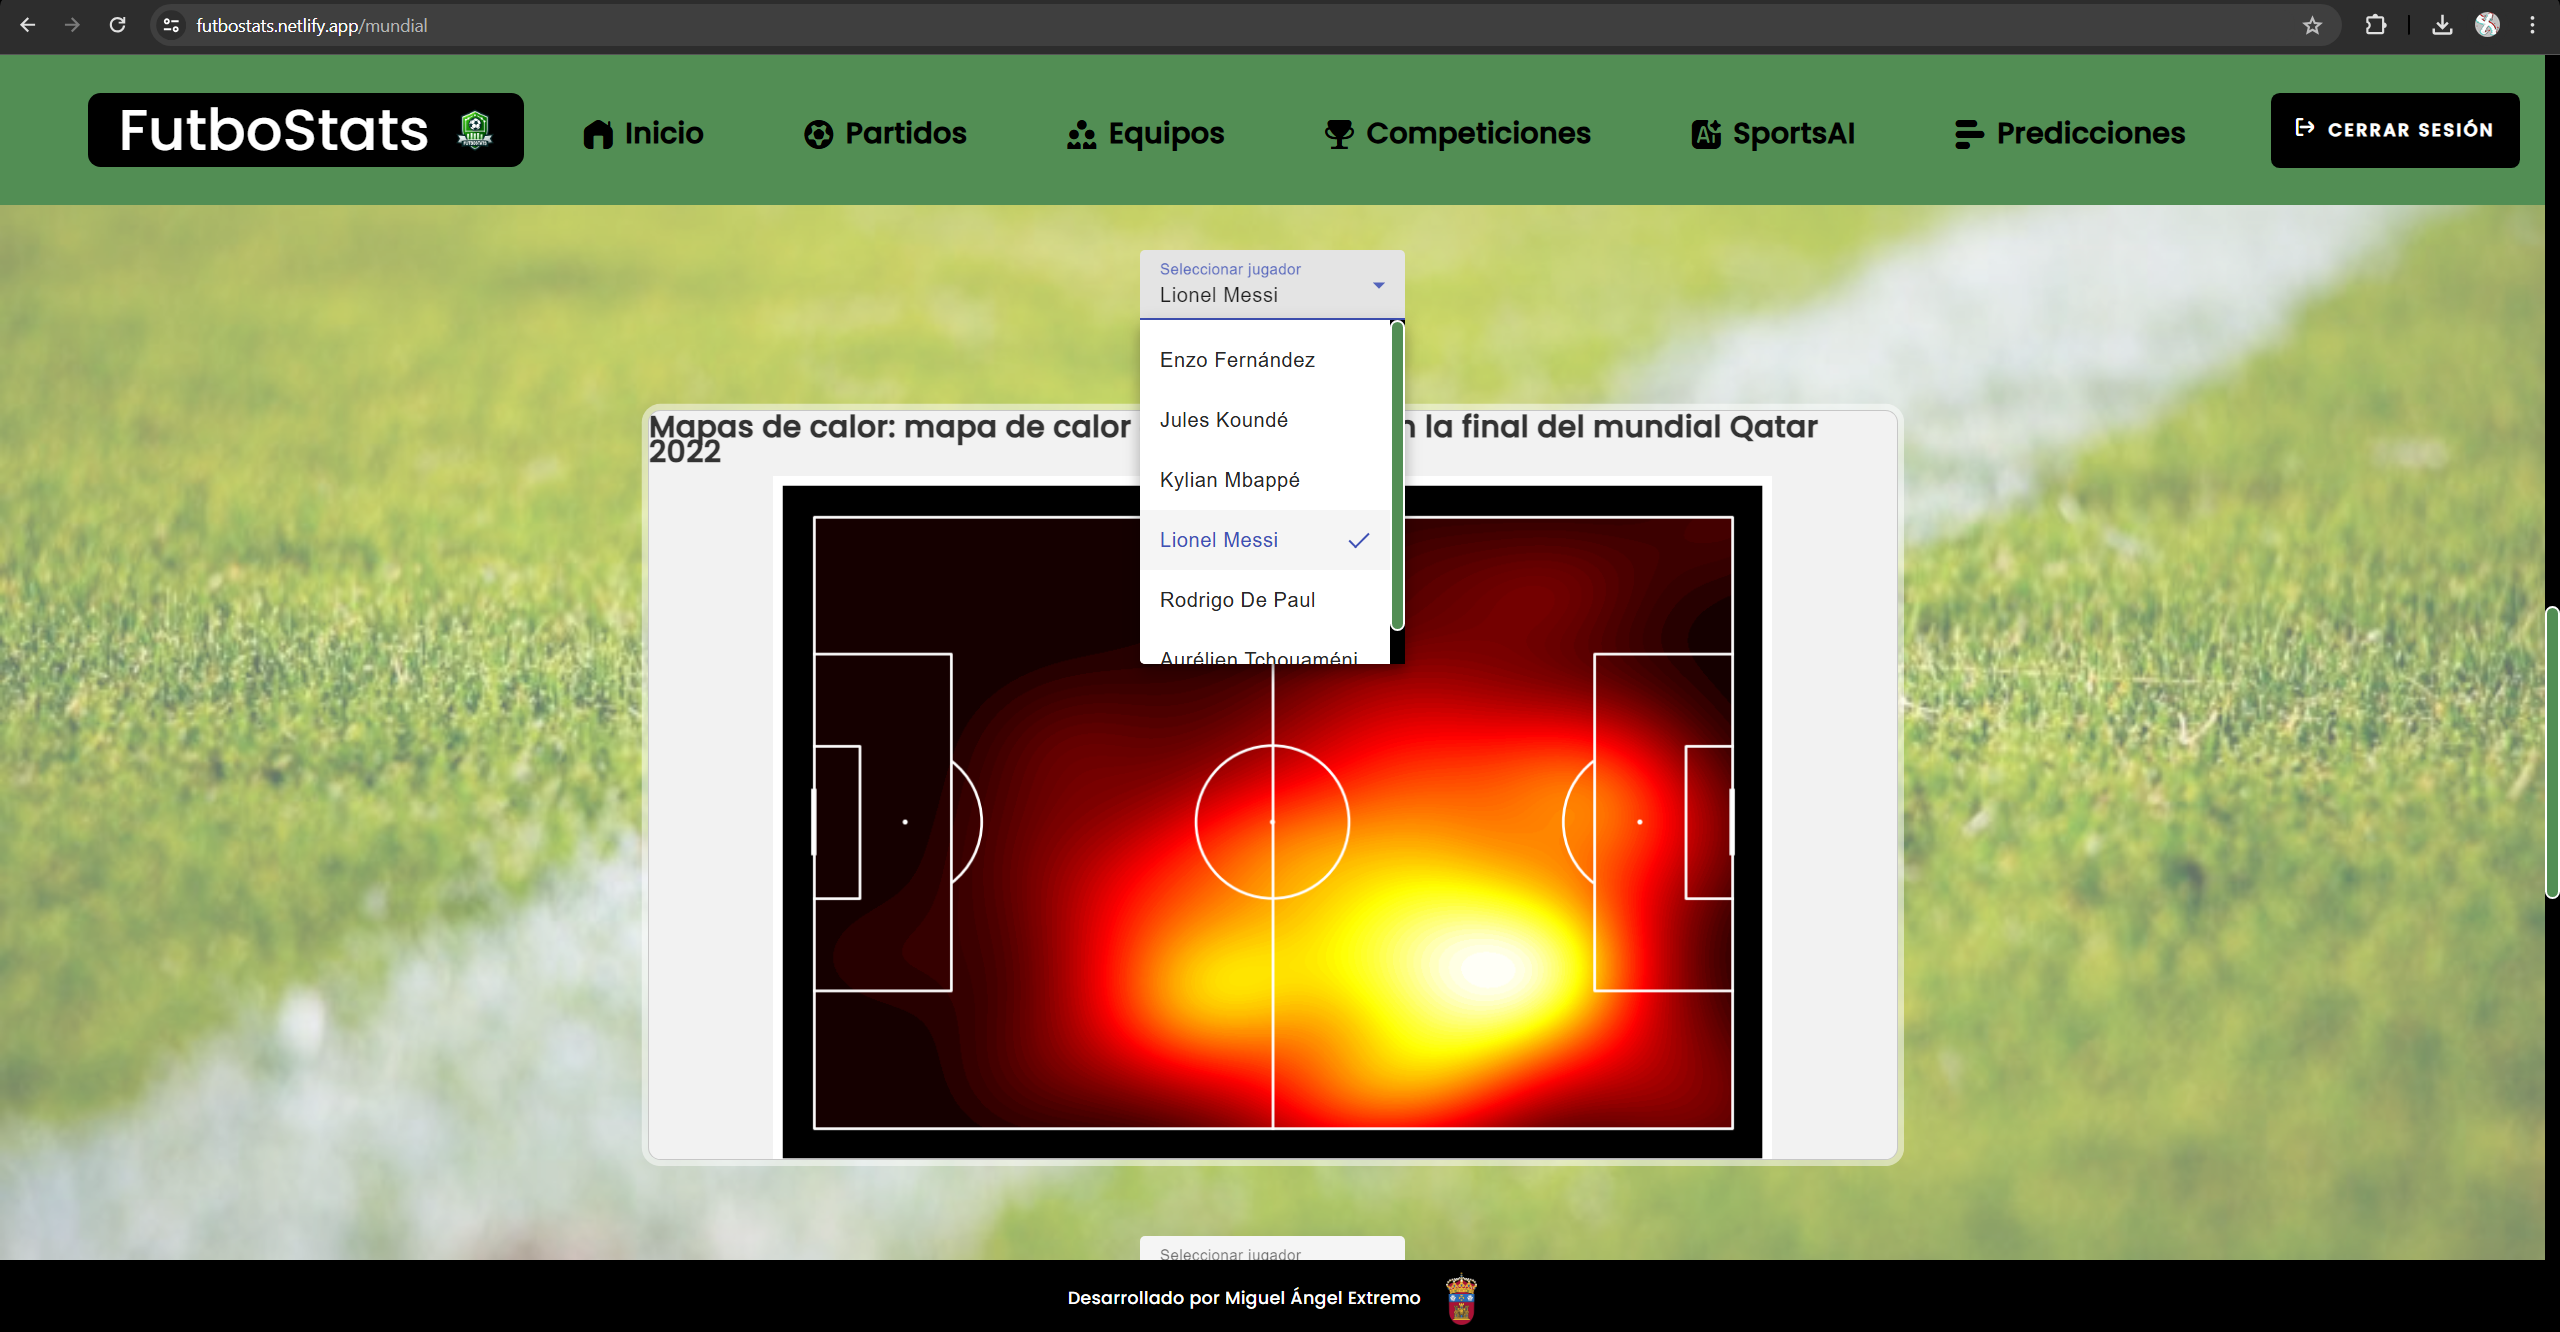 futbostats.netlify.app/mundial
FutboStats
Inicio
Partidos
Equipos
Competiciones
SportsAI
Predicciones
CERRAR SESIÓN
Seleccionar jugador
Lionel Messi
Enzo Fernández
Jules Koundé
Kylian Mbappé
Lionel Messi
Rodrigo De Paul
Aurélien Tchouaméni
Mapas de calor: mapa de calor n la final del mundial Qatar
2022
Seleccionar jugador
Desarrollado por Miguel Ángel Extremo